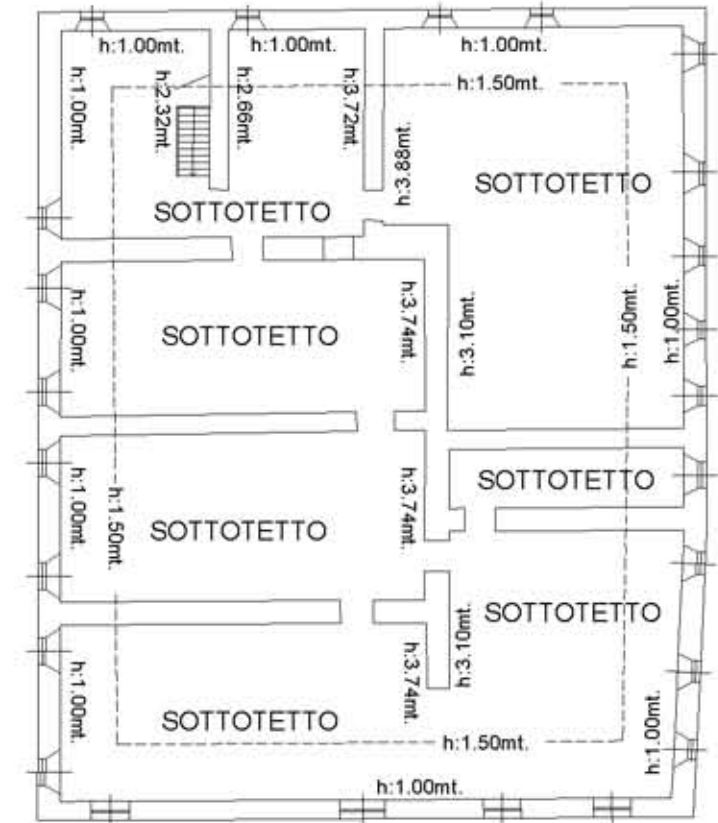 h:1.00mt.
h:1.00mt.
h:1.00mt.
h:1.00mt.
h:2.32mt.
h:2.66mt.
h:3.72mt.
h:1.50mt.
h:3.88mt.
SOTTOTETTO
SOTTOTETTO
h:1.00mt.
SOTTOTETTO
h:3.74mt.
h:3.10mt.
h:1.50mt.
h:1.00mt.
h:1.00mt.
h:1.50mt.
SOTTOTETTO
h:3.74mt.
SOTTOTETTO
SOTTOTETTO
h:1.00mt.
SOTTOTETTO
h:3.74mt.
h:3.10mt.
h:1.00mt.
h:1.50mt.
h:1.00mt.